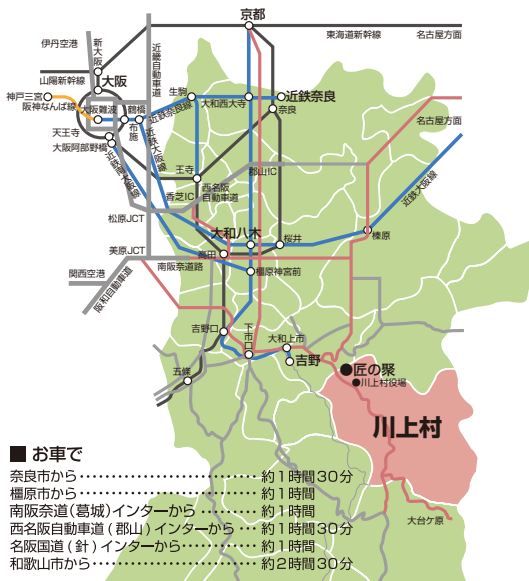 京都
東海道新幹線
名古屋方面
伊丹空港
新大阪
近畿自動車道
山陽新幹線
大阪
神戸三宮
阪神なんば線
大阪難波
鶴橋
布施
生駒
近鉄奈良線
大和西大寺
近鉄奈良
奈良
名古屋方面
天王寺
大阪阿部野橋
近鉄大阪線
近鉄南大阪線
王寺
郡山IC
香芝IC
西名阪
自動車道
近鉄大阪線
松原JCT
大和八木
桜井
榛原
美原JCT
高田
関西空港
南阪奈道路
橿原神宮前
阪和自動車道
吉野口
下市口
大和上市
吉野
五條
匠の聚
川上村役場
川上村
大台ケ原
■ お車で
奈良市から・・・・・・・・・・・・・・・・・・・・約1時間30分
橿原市から・・・・・・・・・・・・・・・・・・・・約1時間
南阪奈道(葛城)インターから・・・・約1時間
西名阪自動車道(郡山)インターから・・・約1時間30分
名阪国道(針)インターから・・・・・・・約1時間
和歌山市から・・・・・・・・・・・・・・・・・・約2時間30分